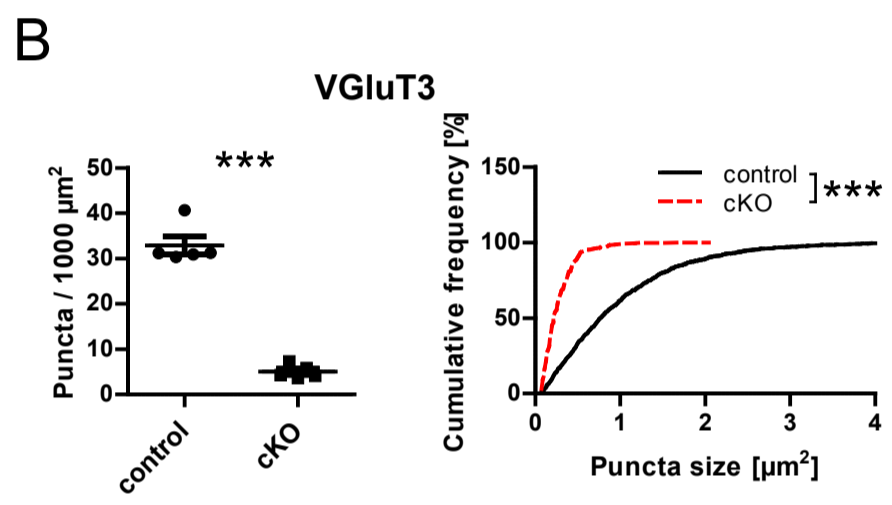 B
VGluT3
Puncta / 1000 µm²
50
40
30
20
10
0
***
control
cKO
Cumulative frequency [%]
150
100
50
0
control
cKO
***
0 1 2 3 4
Puncta size [µm²]